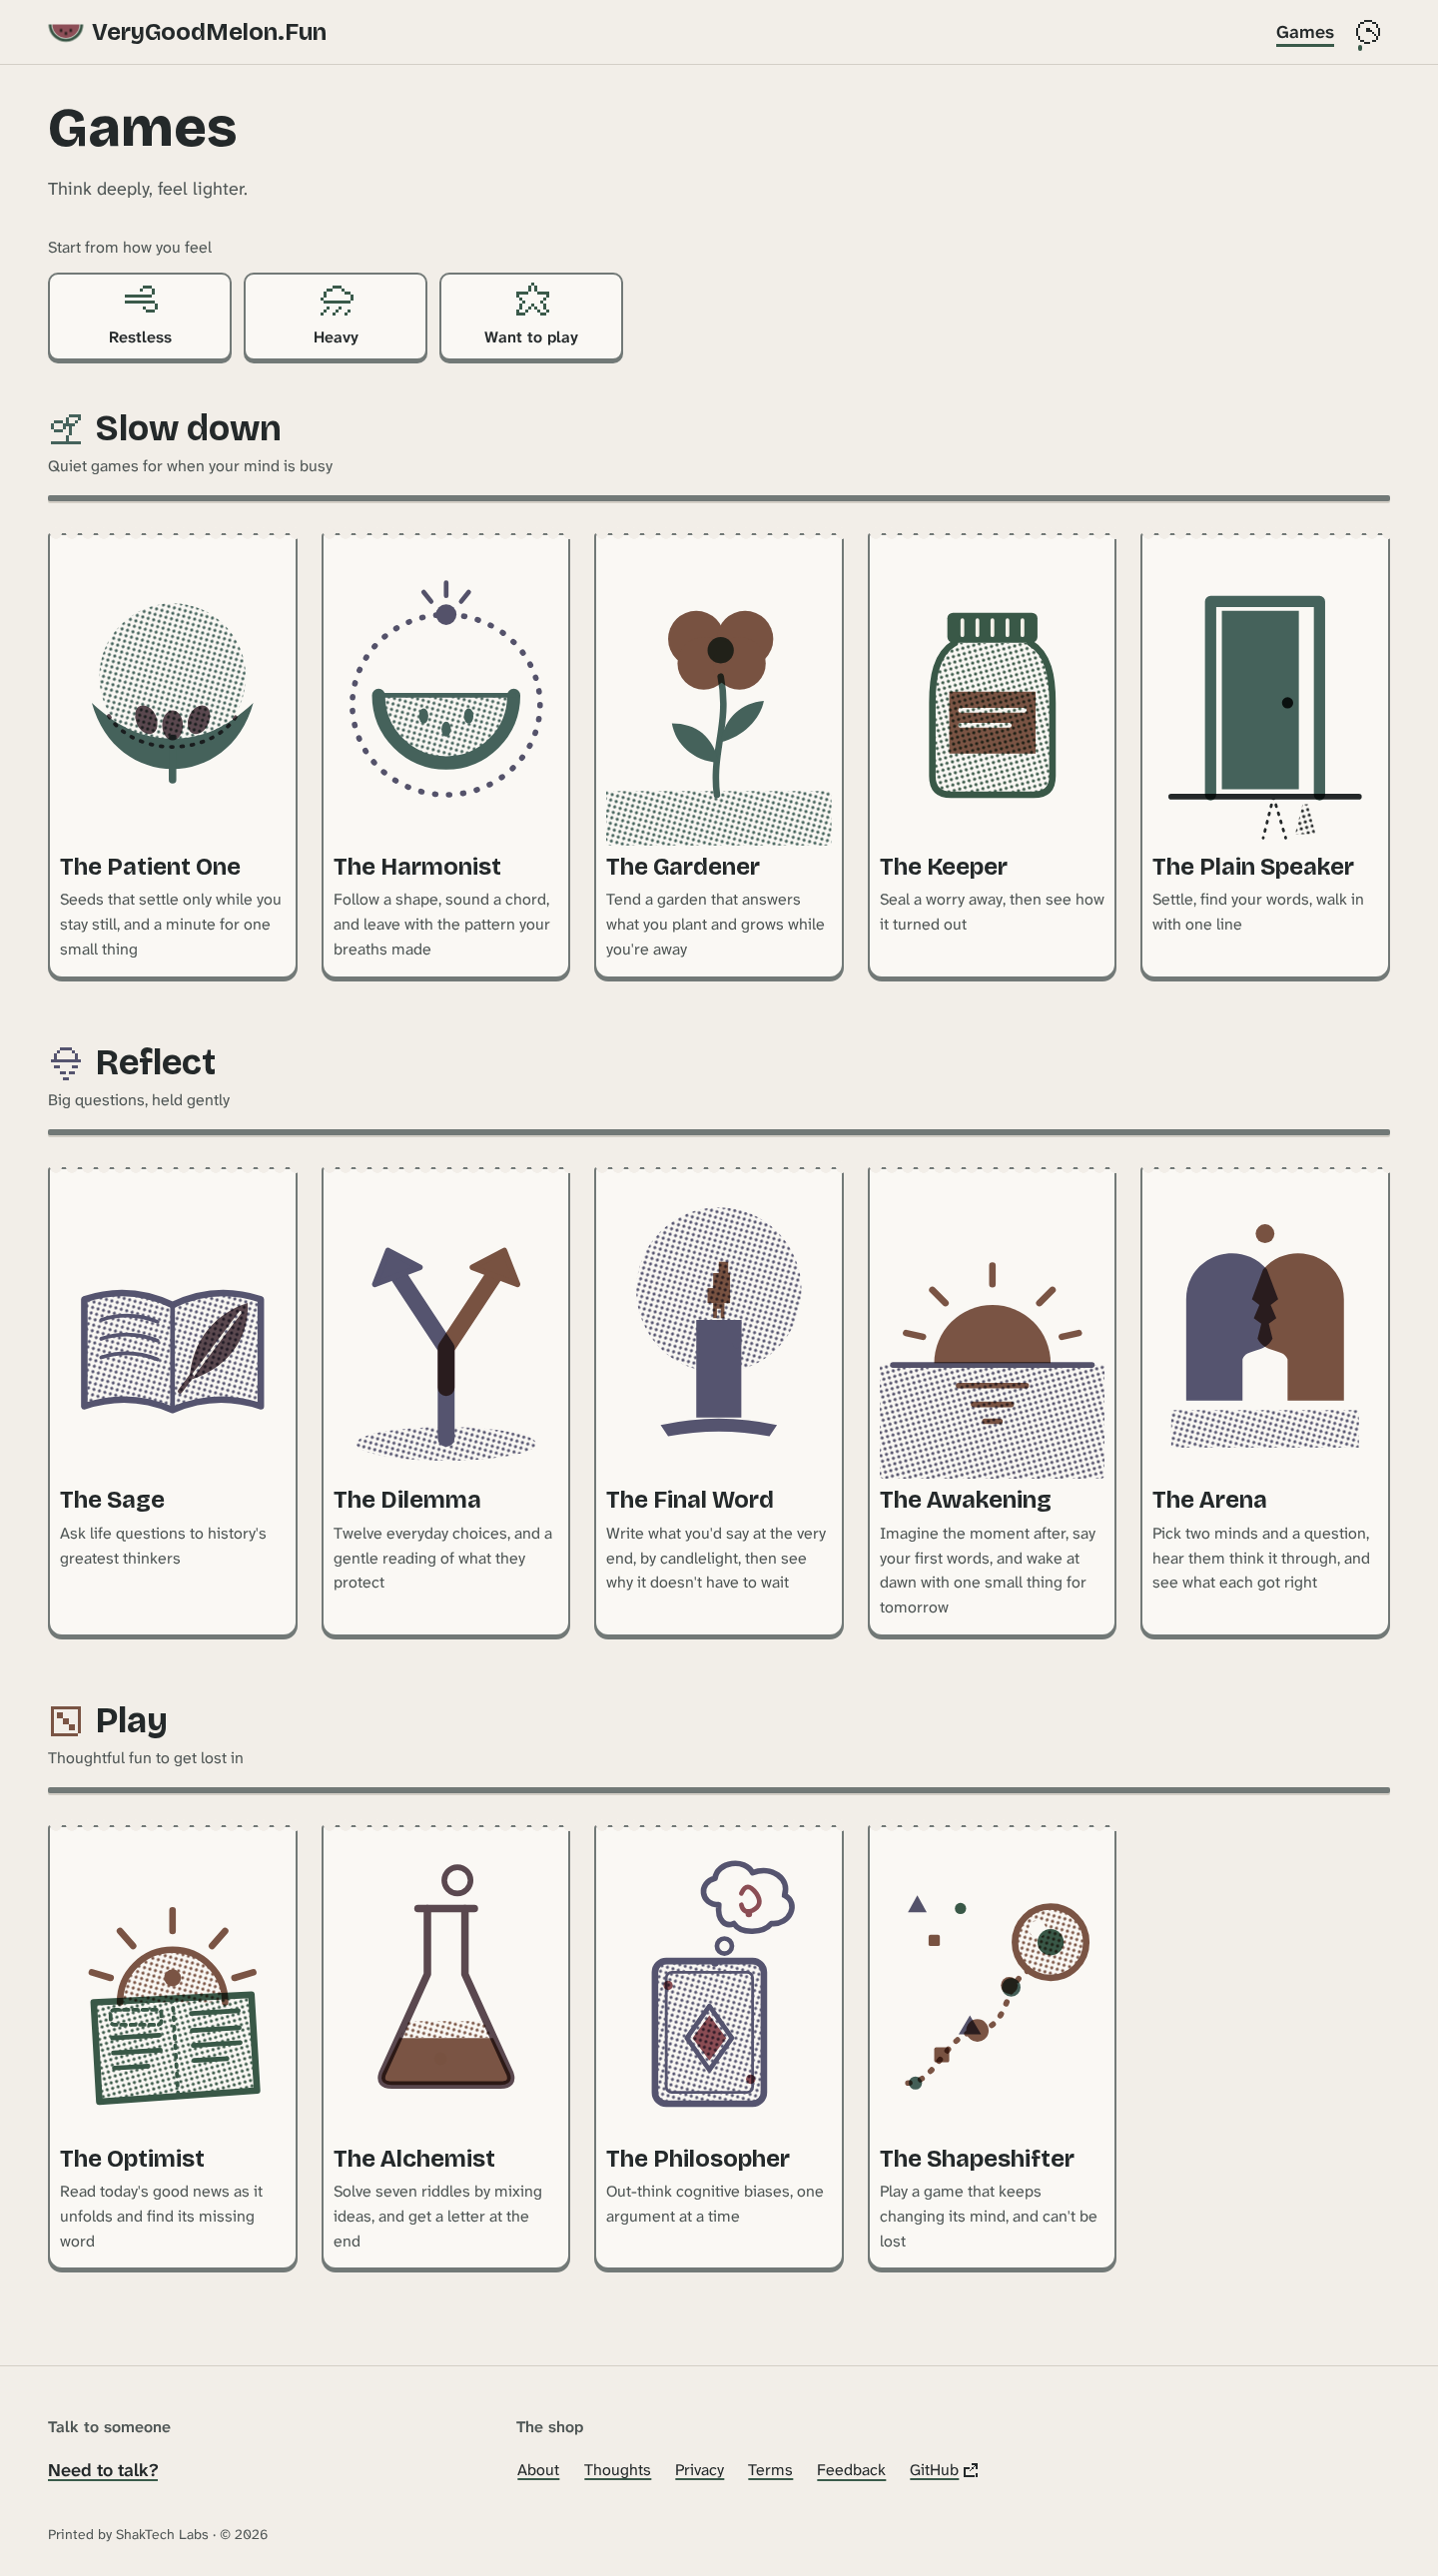 VeryGoodMelon.Fun
Games
Games
Think deeply, feel lighter.
Start from how you feel
Restless
Heavy
Want to play
Slow down
Quiet games for when your mind is busy
The Patient One
Seeds that settle only while you
stay still, and a minute for one
small thing
The Harmonist
Follow a shape, sound a chord,
and leave with the pattern your
breaths made
The Gardener
Tend a garden that answers
what you plant and grows while
you're away
The Keeper
Seal a worry away, then see how
it turned out
The Plain Speaker
Settle, find your words, walk in
with one line
Reflect
Big questions, held gently
The Sage
Ask life questions to history's
greatest thinkers
The Dilemma
Twelve everyday choices, and a
gentle reading of what they
protect
The Final Word
Write what you'd say at the very
end, by candlelight, then see
why it doesn't have to wait
The Awakening
Imagine the moment after, say
your first words, and wake at
dawn with one small thing for
tomorrow
The Arena
Pick two minds and a question,
hear them think it through, and
see what each got right
Play
Thoughtful fun to get lost in
The Optimist
Read today's good news as it
unfolds and find its missing
word
The Alchemist
Solve seven riddles by mixing
ideas, and get a letter at the
end
The Philosopher
Out-think cognitive biases, one
argument at a time
The Shapeshifter
Play a game that keeps
changing its mind, and can't be
lost
Talk to someone
Need to talk?
The shop
About Thoughts Privacy Terms Feedback GitHub
Printed by ShakTech Labs · © 2026